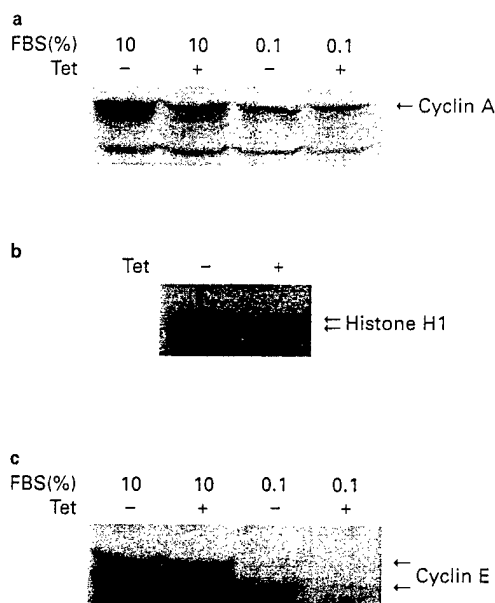 a
FBS(%) 10 10 0.1 0.1
Tet – + – +
← Cyclin A
b
Tet – +
← ← Histone H1
c
FBS(%) 10 10 0.1 0.1
Tet – + – +
← ← Cyclin E